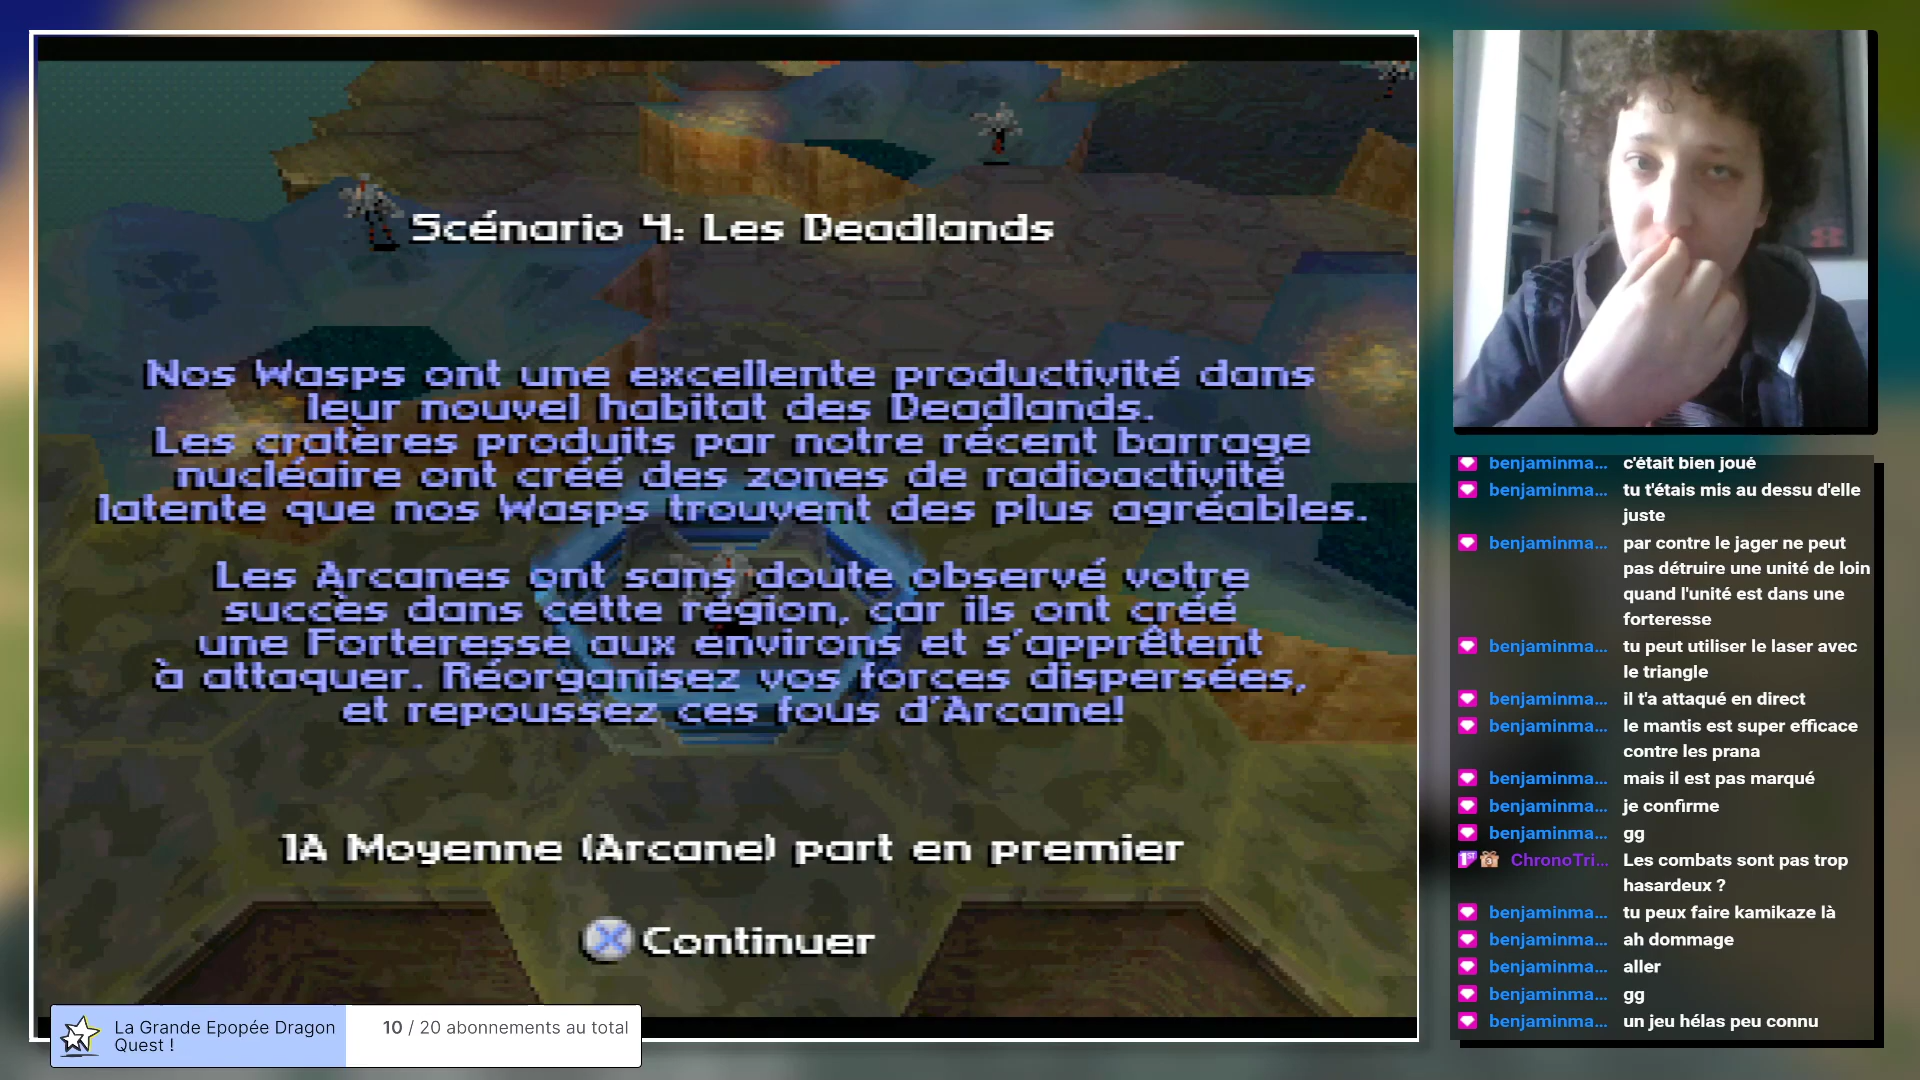 Scénario 4: Les Deadlands
Nos Wasps ont une excellente productivité dans
leur nouvel habitat des Deadlands.
Les cratères produits par notre récent barrage
nucléaire ont créé des zones de radioactivité
latente que nos Wasps trouvent des plus agréables.
Les Arcanes ont sans doute observé votre
succès dans cette région, car ils ont créé
une Forteresse aux environs et s'apprêtent
à attaquer. Réorganisez vos forces dispersées,
et repoussez ces fous d'Arcane!
IA Moyenne (Arcane) part en premier
Continuer
La Grande Epopée Dragon
Quest !
10 / 20 abonnements au total
benjaminma... c'était bien joué
benjaminma... tu t'étais mis au dessu d'elle
juste
benjaminma... par contre le jager ne peut
pas détruire une unité de loin
quand l'unité est dans une
forteresse
benjaminma... tu peut utiliser le laser avec
le triangle
benjaminma... il t'a attaqué en direct
benjaminma... le mantis est super efficace
contre les prana
benjaminma... mais il est pas marqué
benjaminma... je confirme
benjaminma... gg
ChronoTri... Les combats sont pas trop
hasardeux ?
benjaminma... tu peux faire kamikaze là
benjaminma... ah dommage
benjaminma... aller
benjaminma... gg
benjaminma... un jeu hélas peu connu